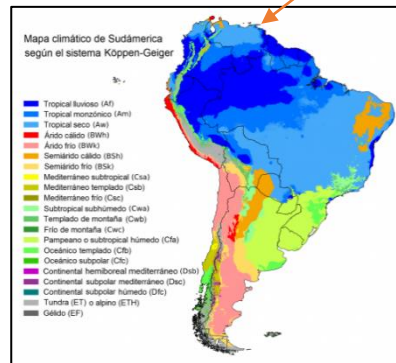 Mapa climático de Sudámerica
según el sistema Köppen-Geiger
Tropical lluvioso (Af)
Tropical monzónico (Am)
Tropical seco (Aw)
Árido cálido (BWh)
Árido frío (BWk)
Semiárido cálido (BSh)
Semiárido frío (BSk)
Mediterráneo subtropical (Csa)
Mediterráneo templado (Csb)
Mediterráneo frío (Csc)
Subtropical subhúmedo (Cwa)
Templado de montaña (Cwb)
Frío de montaña (Cwc)
Pampeano o subtropical húmedo (Cfa)
Oceánico templado (Cfb)
Oceánico subpolar (Cfc)
Continental hemiboreal mediterráneo (Dsb)
Continental subpolar mediterráneo (Dsc)
Continental subpolar húmedo (Dfc)
Tundra (ET) o alpino (ETH)
Gélido (EF)